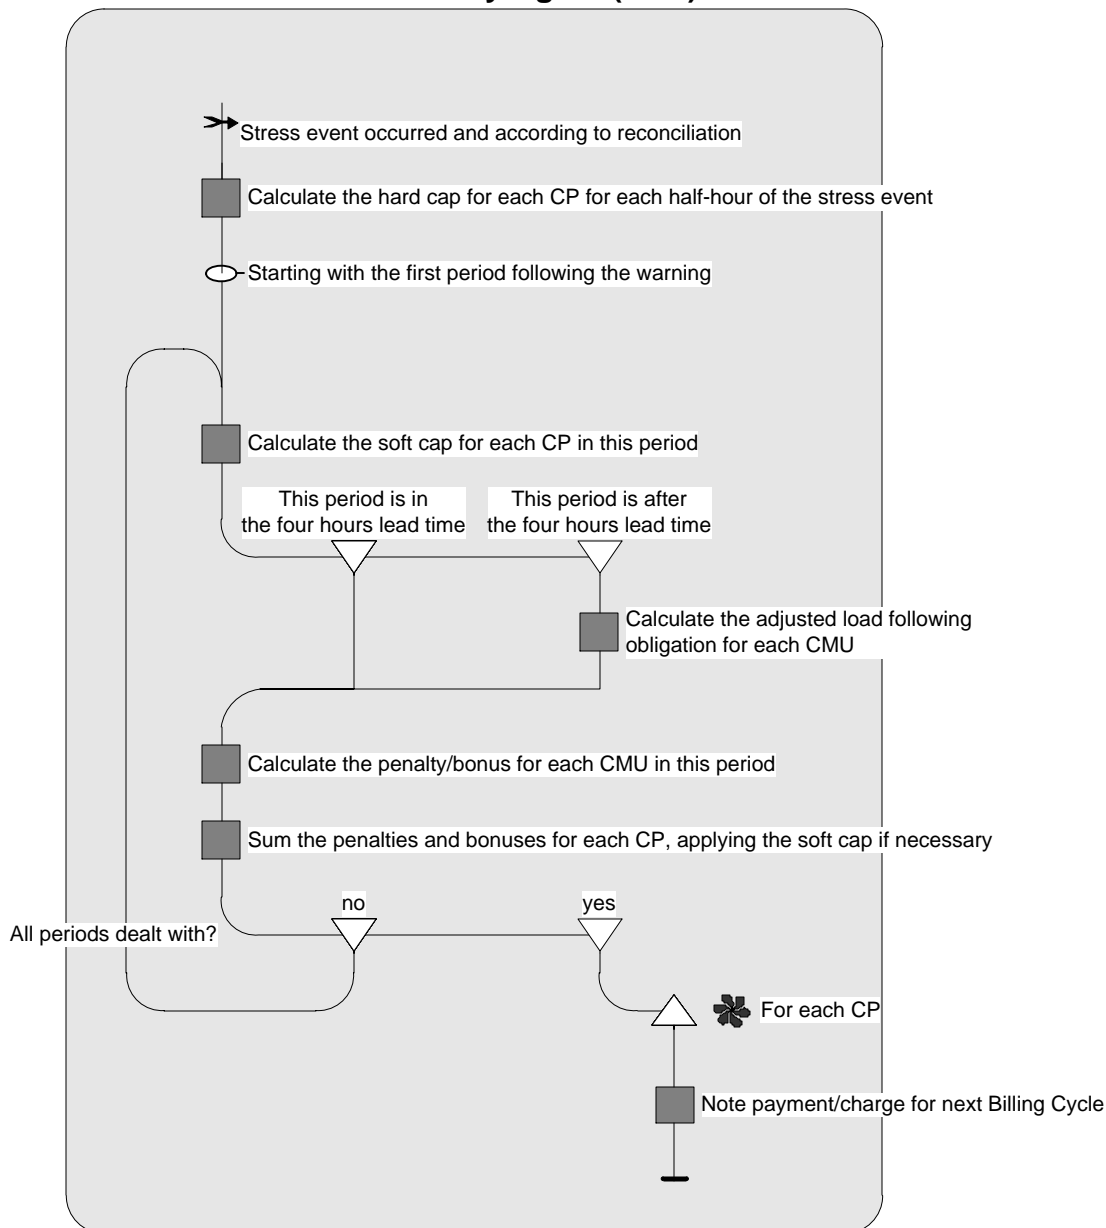 Stress event occurred and according to reconciliation
Calculate the hard cap for each CP for each half-hour of the stress event
Starting with the first period following the warning
Calculate the soft cap for each CP in this period
This period is in
the four hours lead time
This period is after
the four hours lead time
Calculate the adjusted load following
obligation for each CMU
Calculate the penalty/bonus for each CMU in this period
Sum the penalties and bonuses for each CP, applying the soft cap if necessary
no
yes
All periods dealt with?
For each CP
Note payment/charge for next Billing Cycle